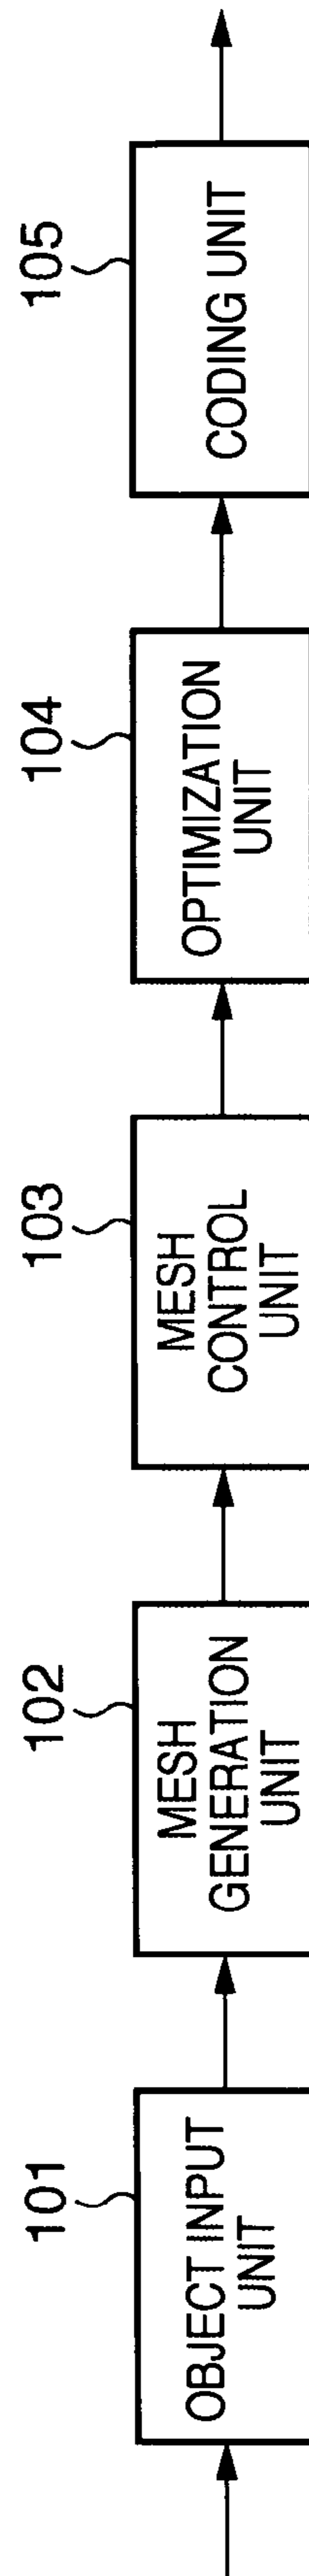 101
OBJECT INPUT
UNIT
102
MESH
GENERATION
UNIT
103
MESH
CONTROL
UNIT
104
OPTIMIZATION
UNIT
105
CODING UNIT